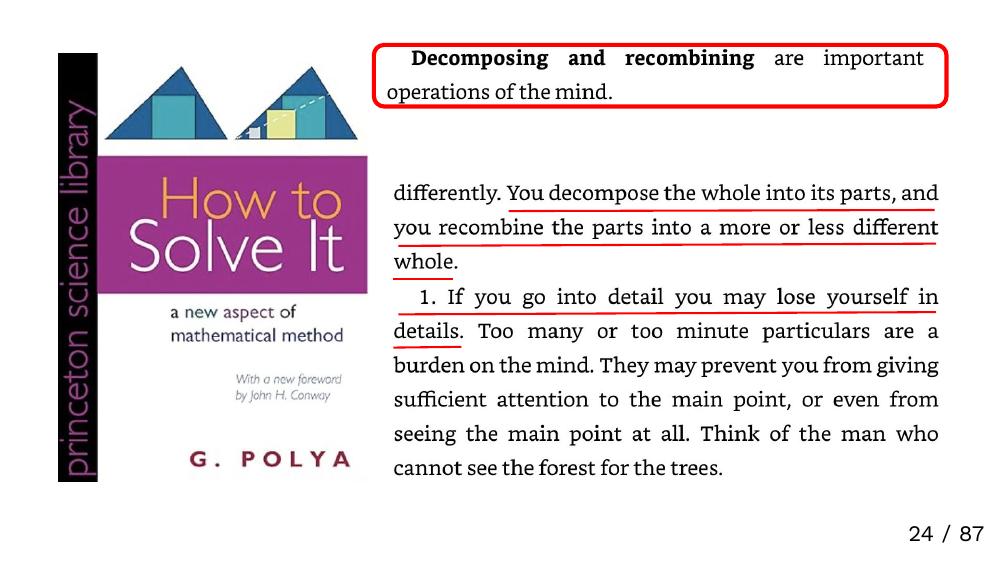 princeton science library
How to
Solve It
a new aspect of
mathematical method
With a new foreword
by John H. Conway
G. POLYA
Decomposing and recombining are important
operations of the mind.
differently. You decompose the whole into its parts, and
you recombine the parts into a more or less different
whole.
1. If you go into detail you may lose yourself in
details. Too many or too minute particulars are a
burden on the mind. They may prevent you from giving
sufficient attention to the main point, or even from
seeing the main point at all. Think of the man who
cannot see the forest for the trees.
24 / 87